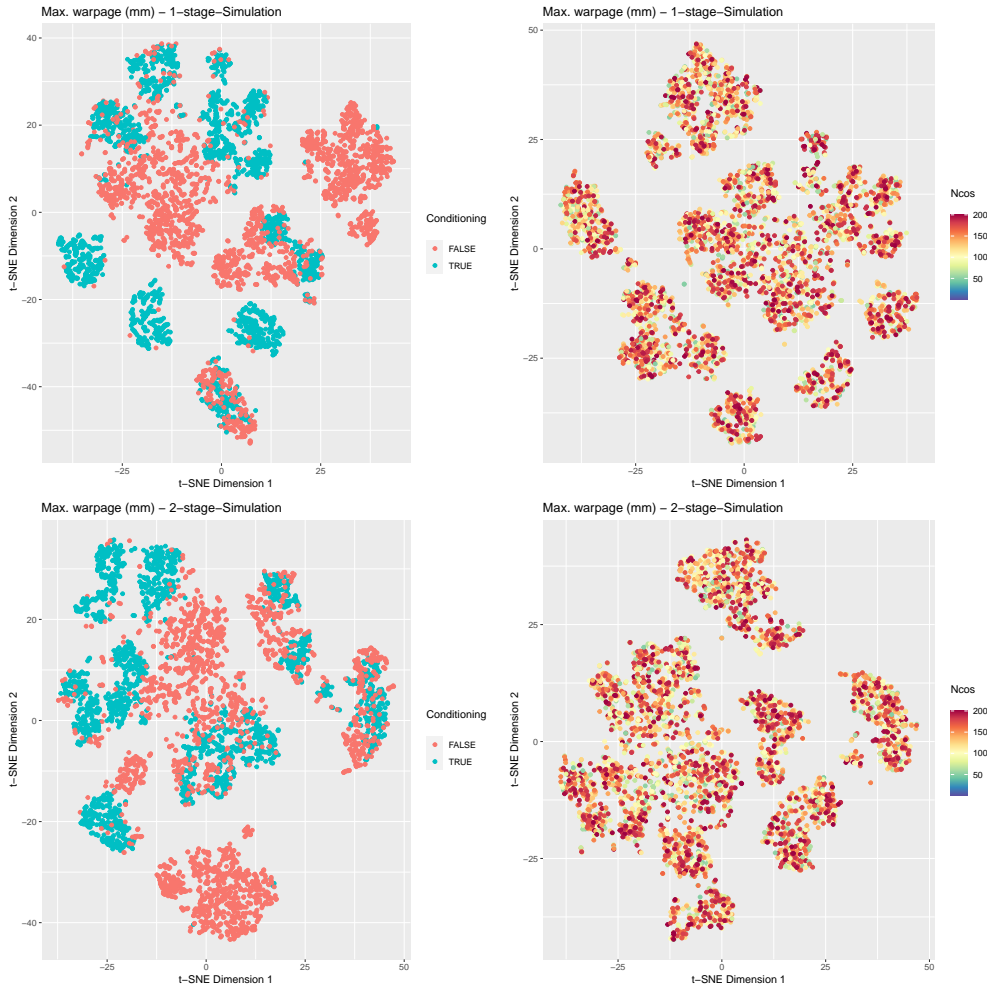 Max. warpage (mm) − 1−stage−Simulation
40
20
0
−20
−40
−25
0
25
t−SNE Dimension 1
t−SNE Dimension 2
Conditioning
FALSE
TRUE
Max. warpage (mm) − 1−stage−Simulation
50
25
0
−25
−25
0
25
t−SNE Dimension 1
t−SNE Dimension 2
Ncos
200
150
100
50
Max. warpage (mm) − 2−stage−Simulation
20
0
−20
−40
−25
0
25
50
t−SNE Dimension 1
t−SNE Dimension 2
Conditioning
FALSE
TRUE
Max. warpage (mm) − 2−stage−Simulation
25
0
−25
−25
0
25
50
t−SNE Dimension 1
t−SNE Dimension 2
Ncos
200
150
100
50